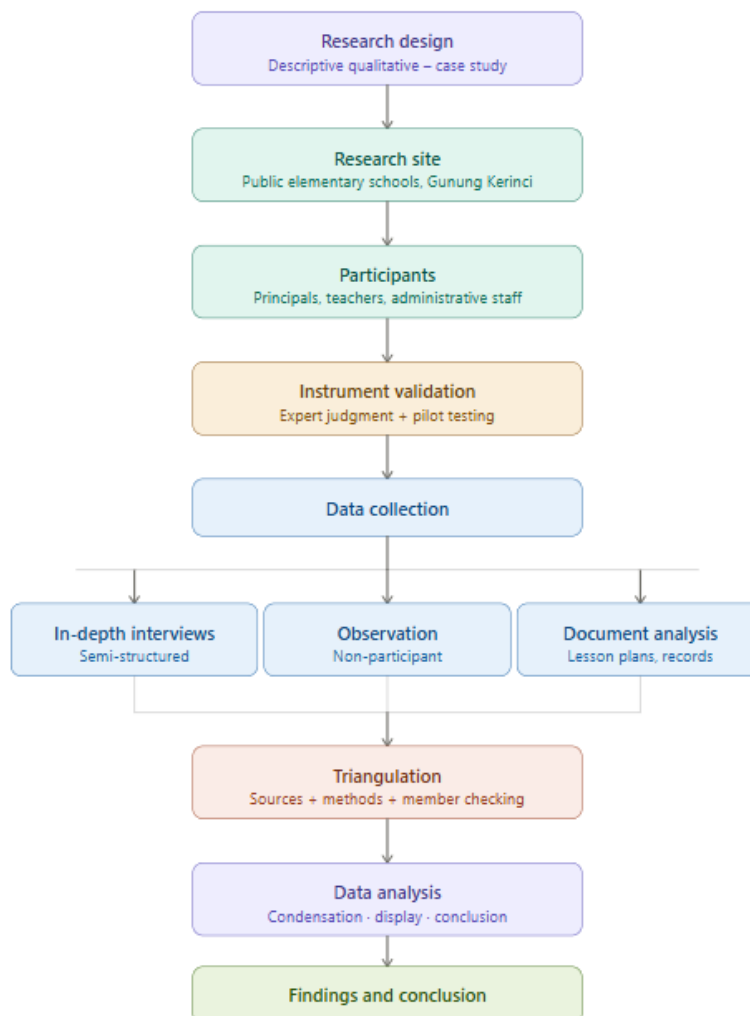 Research design
Descriptive qualitative – case study
Research site
Public elementary schools, Gunung Kerinci
Participants
Principals, teachers, administrative staff
Instrument validation
Expert judgment + pilot testing
Data collection
In-depth interviews
Semi-structured
Observation
Non-participant
Document analysis
Lesson plans, records
Triangulation
Sources + methods + member checking
Data analysis
Condensation · display · conclusion
Findings and conclusion